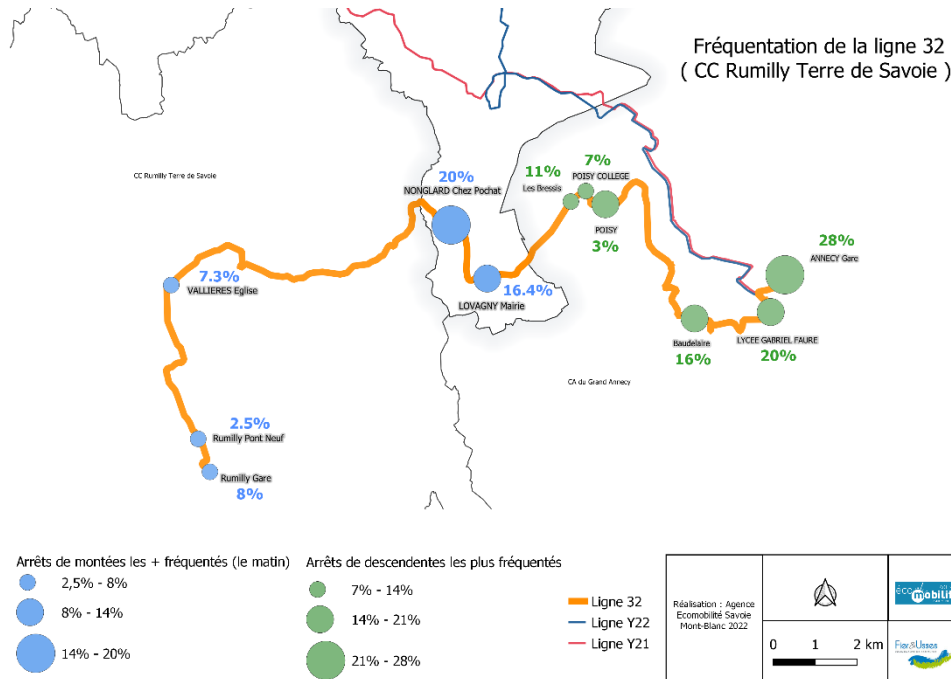 Fréquentation de la ligne 32
( CC Rumilly Terre de Savoie )
CC Rumilly Terre de Savoie
20%
NONGLARD Chez Pochat
11%
Les Bressis
7%
POISY COLLEGE
POISY
3%
28%
ANNECY Gare
7.3%
VALLIERES Eglise
16.4%
LOVAGNY Mairie
Baudelaire
16%
LYCEE GABRIEL FAURE
20%
CA du Grand Annecy
2.5%
Rumilly Pont Neuf
Rumilly Gare
8%
Arrêts de montées les + fréquentés (le matin)
2,5% - 8%
8% - 14%
14% - 20%
Arrêts de descendentes les plus fréquentés
7% - 14%
14% - 21%
21% - 28%
Ligne 32
Ligne Y22
Ligne Y21
Réalisation : Agence
Ecomobilité Savoie
Mont-Blanc 2022
0 1 2 km
éco
mobilit
Fier&Usses